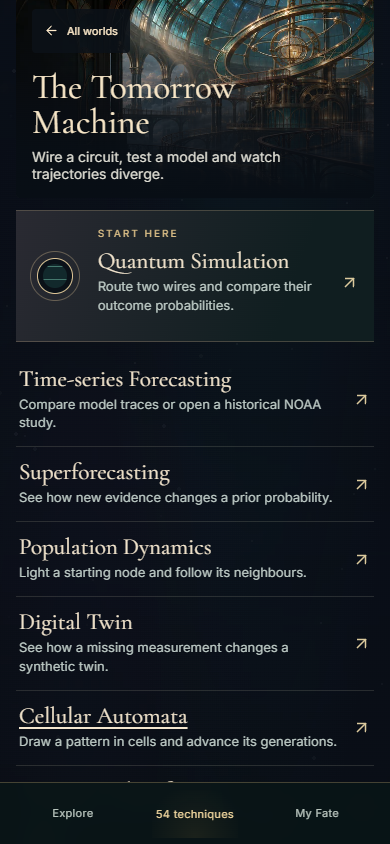 All worlds
The Tomorrow
Machine
Wire a circuit, test a model and watch
trajectories diverge.
START HERE
Quantum Simulation
Route two wires and compare their
outcome probabilities.
Time-series Forecasting
Compare model traces or open a historical NOAA
study.
Superforecasting
See how new evidence changes a prior probability.
Population Dynamics
Light a starting node and follow its neighbours.
Digital Twin
See how a missing measurement changes a
synthetic twin.
Cellular Automata
Draw a pattern in cells and advance its generations.
Explore
54 techniques
My Fate